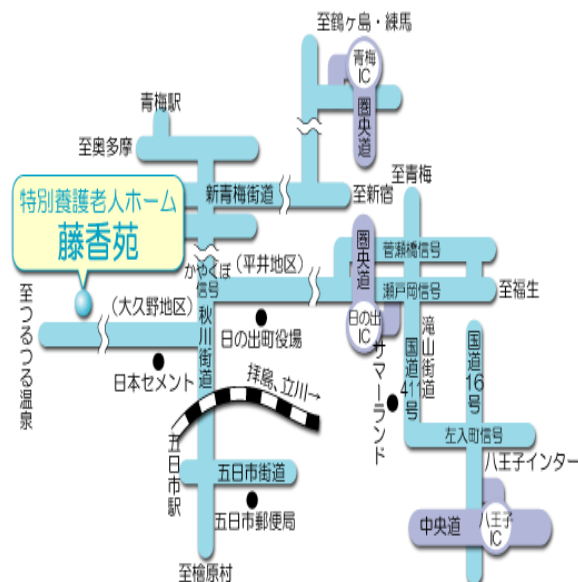 至鶴ヶ島・練馬
青梅
IC
圏央道
青梅駅
至奥多摩
新青梅街道
至新宿
至青梅
特別養護老人ホーム
藤香苑
かやくぼ
信号
(平井地区)
圏央道
菅瀬橋信号
瀬戸岡信号
至福生
至つるつる温泉
(大久野地区)
秋川街道
日の出町役場
日の出
IC
サマーランド
国道411号
滝山街道
国道16号
日本セメント
拝島、立川→
五日市駅
左入町信号
八王子インター
五日市街道
五日市郵便局
中央道
八王子
IC
至檜原村